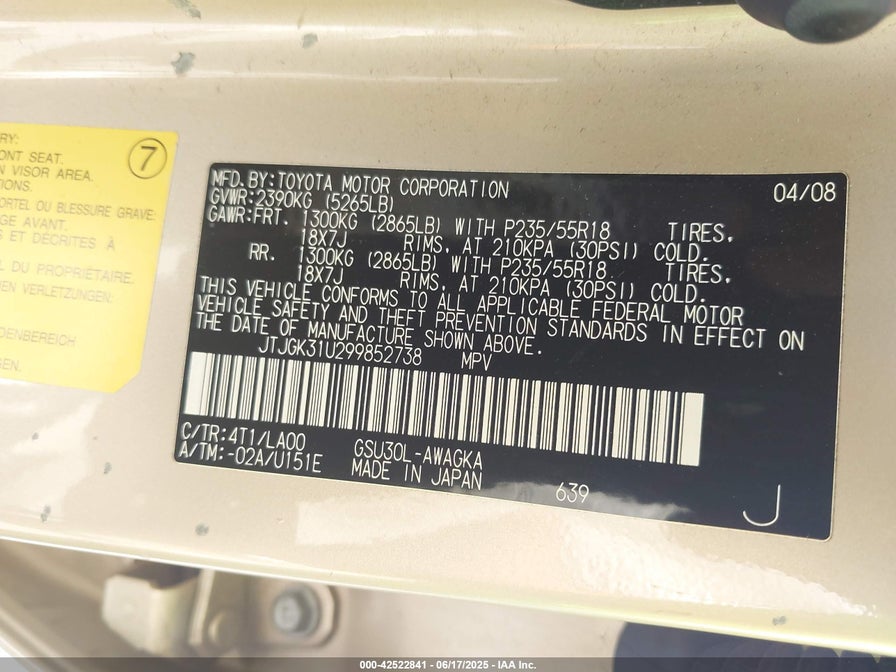 RY:
ONT SEAT.
N VISOR AREA.
TIONS.
ORTEL OU BLESSURE GRAVE:
GE AVANT.
S ET DÉCRITES À
L DU PROPRIÉTAIRE.
EN VERLETZUNGEN:
DENBEREICH
GEN.
7
MFD. BY: TOYOTA MOTOR CORPORATION 04/08
GVWR: 2390KG (5265LB)
GAWR: FRT. 1300KG (2865LB) WITH P235/55R18 TIRES,
18X7J RIMS, AT 210KPA (30PSI) COLD.
RR. 1300KG (2865LB) WITH P235/55R18 TIRES,
18X7J RIMS, AT 210KPA (30PSI) COLD.
THIS VEHICLE CONFORMS TO ALL APPLICABLE FEDERAL MOTOR
VEHICLE SAFETY AND THEFT PREVENTION STANDARDS IN EFFECT ON
THE DATE OF MANUFACTURE SHOWN ABOVE.
JTJGK31U299852738 MPV
C/TR: 4T1/LA00 GSU30L-AWAGKA
A/TM: -02A/U151E MADE IN JAPAN
639
J
000-42522841 - 06/17/2025 - IAA Inc.